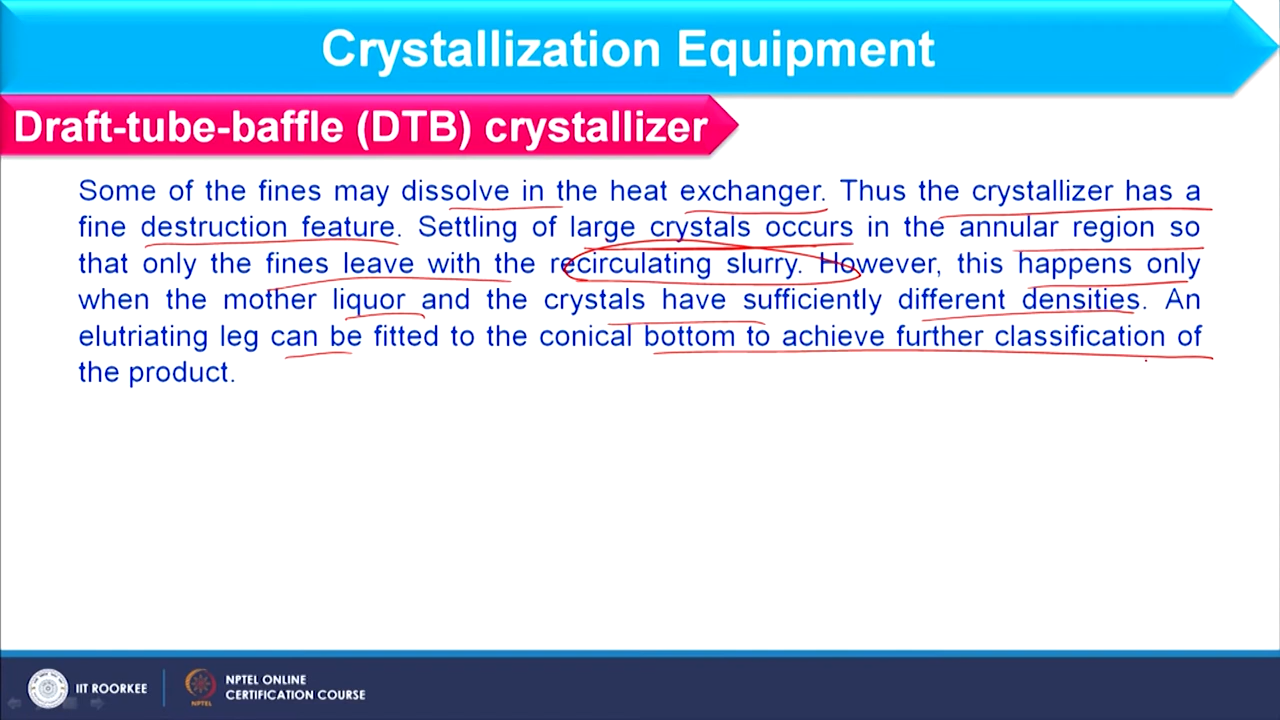 Crystallization Equipment
Draft-tube-baffle (DTB) crystallizer
Some of the fines may dissolve in the heat exchanger. Thus the crystallizer has a
fine destruction feature. Settling of large crystals occurs in the annular region so
that only the fines leave with the recirculating slurry. However, this happens only
when the mother liquor and the crystals have sufficiently different densities. An
elutriating leg can be fitted to the conical bottom to achieve further classification of
the product.
IIT ROORKEE
NPTEL
NPTEL ONLINE
CERTIFICATION COURSE